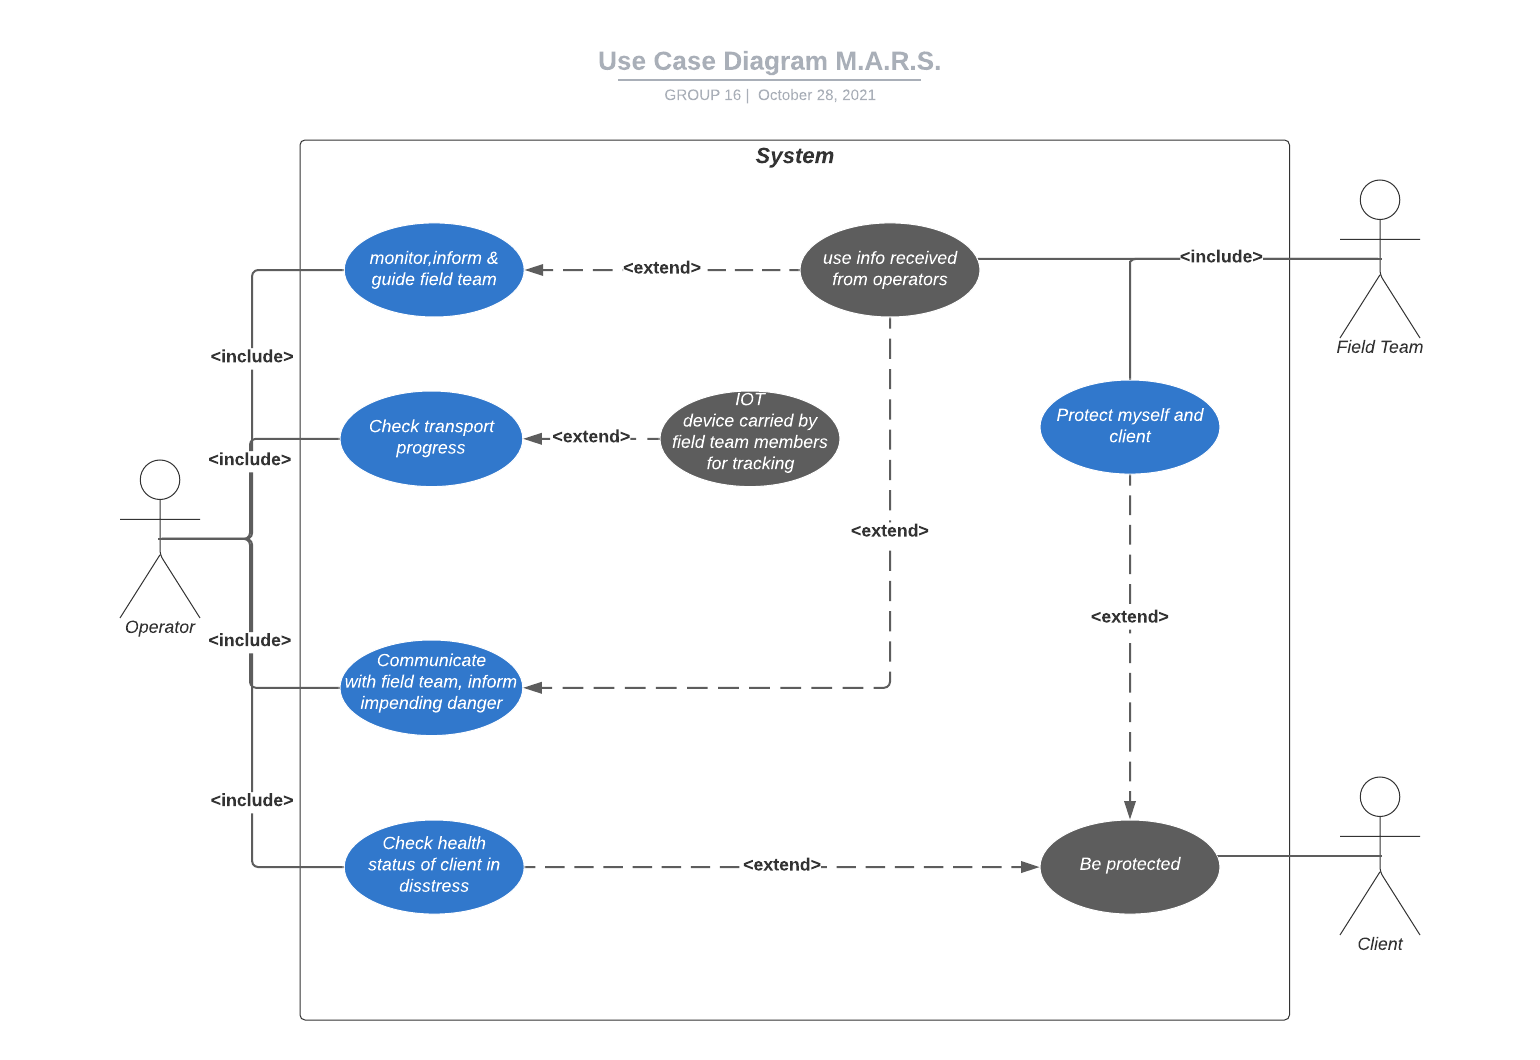 Use Case Diagram M.A.R.S.
GROUP 16 | October 28, 2021
System
monitor,inform &
guide field team
<extend>
use info received
from operators
<include>
Field Team
<include>
Check transport
progress
<extend>
IOT
device carried by
field team members
for tracking
Protect myself and
client
<include>
<extend>
<extend>
Operator
<include>
Communicate
with field team, inform
impending danger
<include>
Check health
status of client in
disstress
<extend>
Be protected
Client